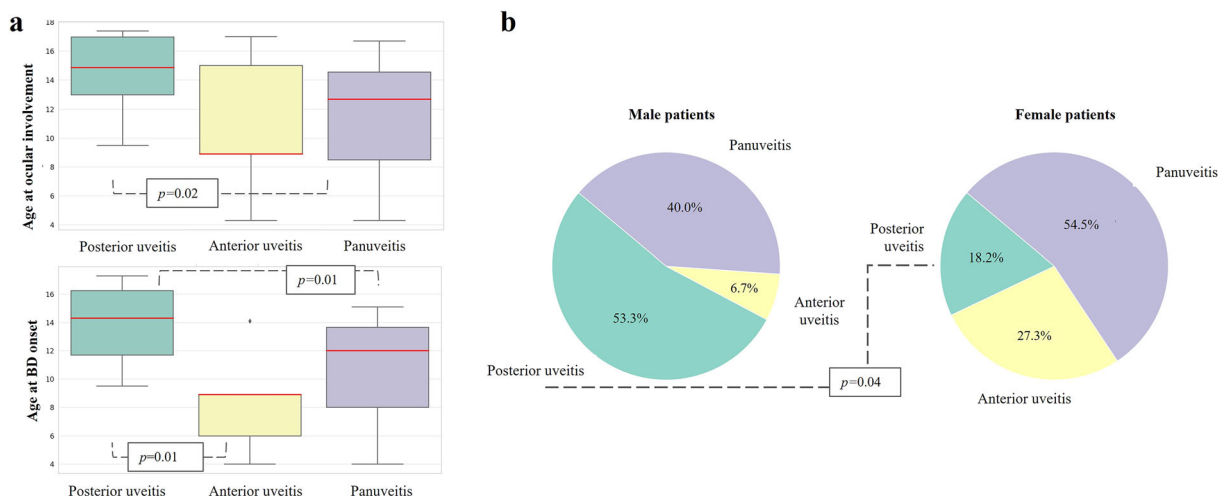 a
Age at ocular involvement
18
16
14
12
10
8
6
4
p=0.02
Posterior uveitis
Anterior uveitis
Panuveitis
Age at BD onset
16
14
12
10
8
6
4
p=0.01
p=0.01
Posterior uveitis
Anterior uveitis
Panuveitis
b
Male patients
Panuveitis
40.0%
6.7%
Anterior
uveitis
53.3%
Posterior uveitis
p=0.04
Female patients
Panuveitis
54.5%
Posterior
uveitis
18.2%
27.3%
Anterior uveitis